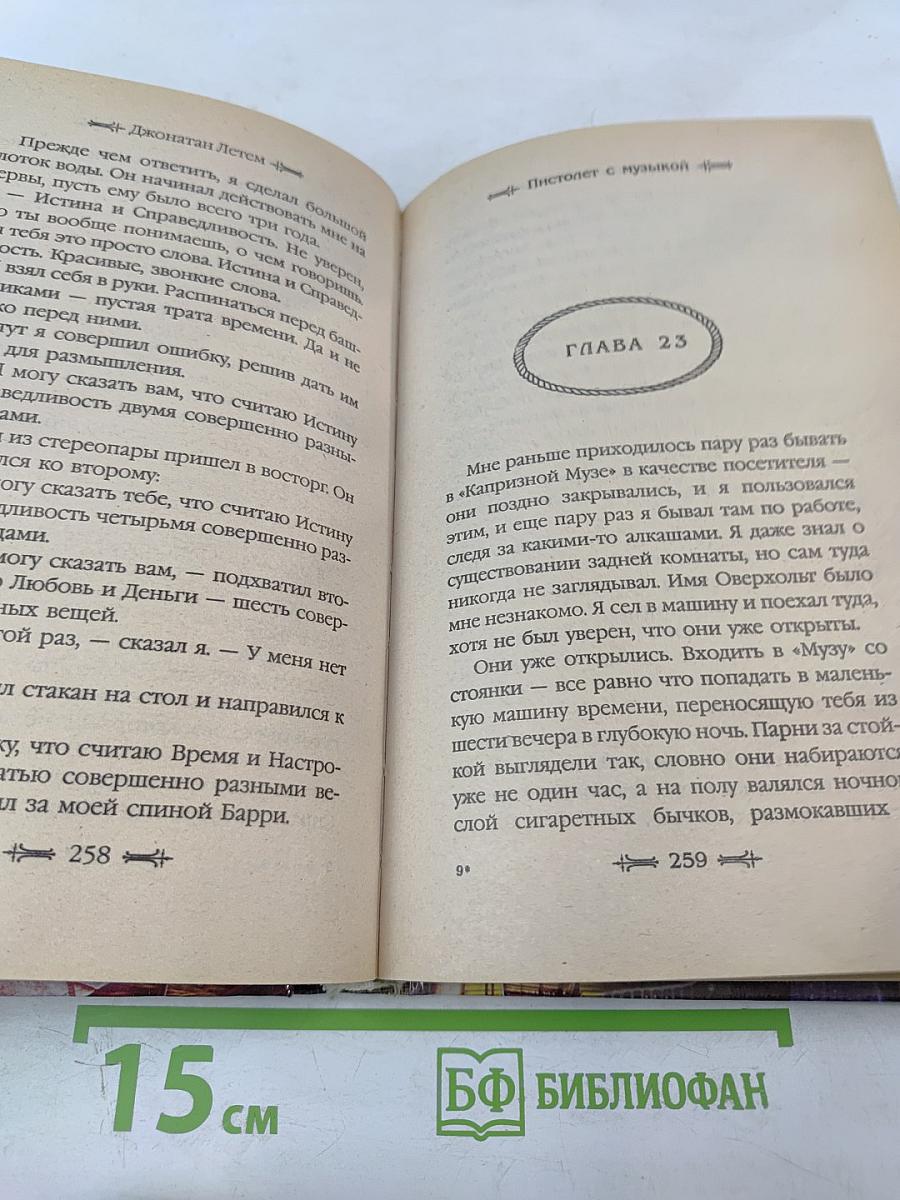 Джонатан Летем
Прежде чем ответить, я сделал большой
лоток воды. Он начинал действовать мне на
ервы, пусть ему было всего три года.
— Истина и Справедливость. Не уверен,
о ты вообще понимаешь, о чем говоришь.
я тебя это просто слова. Истина и Справед-
ость. Красивые, звонкие слова.
взял себя в руки. Распинаться перед баш-
иками — пустая трата времени. Да и не
ко перед ними.
тут я совершил ошибку, решив дать им
для размышления.
могу сказать вам, что считаю Истину
аведливость двумя совершенно разны-
ами.
из стереопары пришел в восторг. Он
лся ко второму:
могу сказать тебе, что считаю Истину
дливость четырьмя совершенно раз-
дами.
могу сказать вам, — подхватил вто-
о Любовь и Деньги — шесть совер-
ных вещей.
гой раз, — сказал я. — У меня нет
л стакан на стол и направился к
ку, что считаю Время и Настро-
атью совершенно разными ве-
ил за моей спиной Барри.
258
Пистолет с музыкой
ГЛАВА 23
Мне раньше приходилось пару раз бывать
в «Капризной Музе» в качестве посетителя —
они поздно закрывались, и я пользовался
этим, и еще пару раз я бывал там по работе,
следя за какими-то алкашами. Я даже знал о
существовании задней комнаты, но сам туда
никогда не заглядывал. Имя Оверхольт было
мне незнакомо. Я сел в машину и поехал туда,
хотя не был уверен, что они уже открыты.
Они уже открылись. Входить в «Музу» со
стоянки — все равно что попадать в малень-
кую машину времени, переносящую тебя из
шести вечера в глубокую ночь. Парни за стой-
кой выглядели так, словно они набираются
уже не один час, а на полу валялся ночной
слой сигаретных бычков, размокавших
9*
259
15 см
БФ БИБЛИОФАН